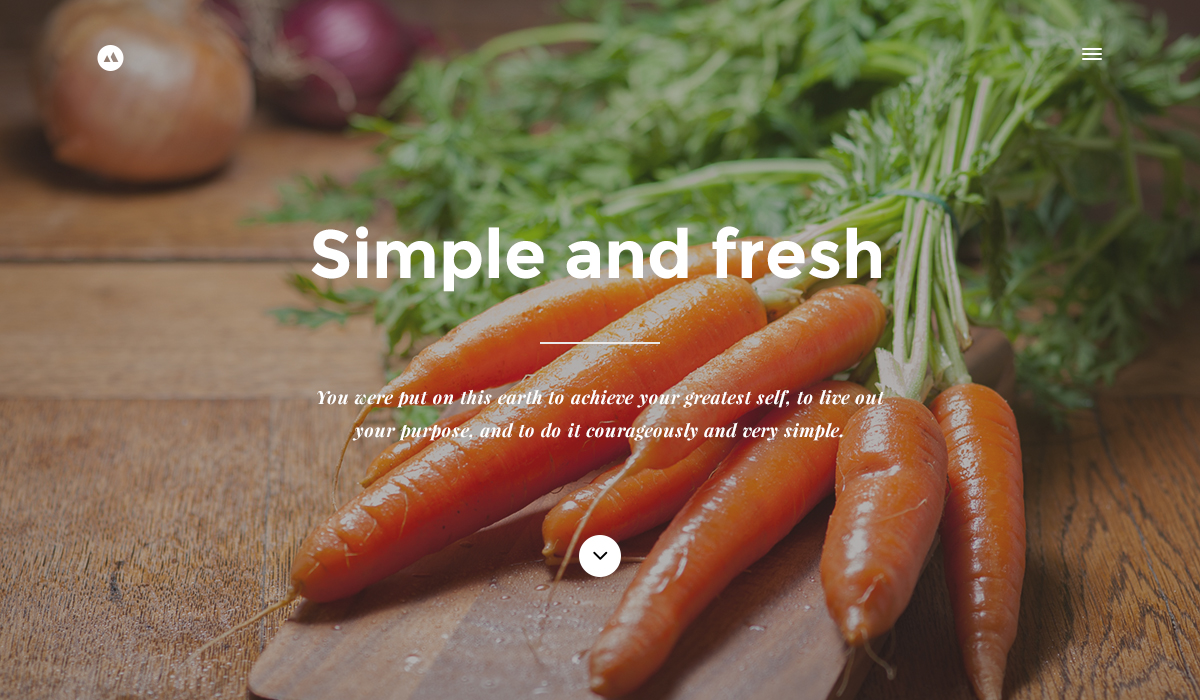 Simple and fresh
You were put on this earth to achieve your greatest self, to live out
your purpose, and to do it courageously and very simple.